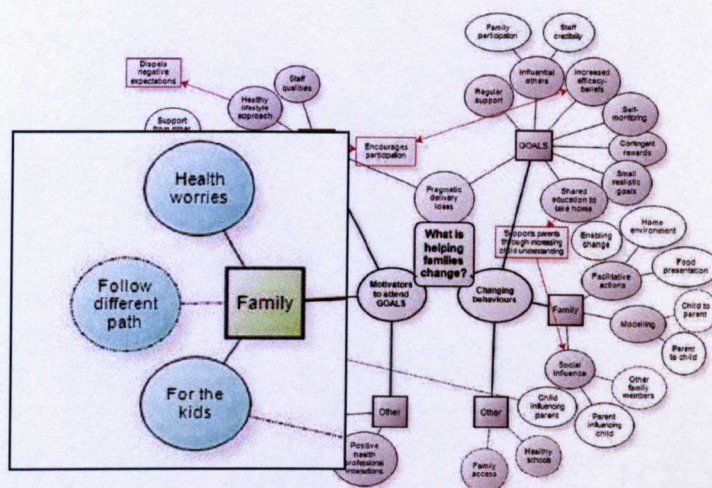 Family
participation
Staff
credibility
Dispels
negative
expectations
Staff
qualities
Influential
others
Increased
efficacy-
beliefs
Healthy
lifestyle
approach
Regular
support
Self-
monitoring
Support
from other
Encourages
participation
GOALS
Contingent
rewards
Small
realistic
goals
Pragmatic
delivery
ideas
Shared
education to
take home
What is
helping
families
change?
Supports parents
through increasing
child understanding
Enabling
change
Home
environment
Health
worries
Follow
different
path
Family
For the
kids
Motivators
to attend
GOALS
Changing
behaviours
Facilitative
actions
Food
presentation
Family
Modelling
Child to
parent
Parent
to child
Social
influence
Other
family
members
Child
influencing
parent
Parent
influencing
child
Other
Other
Positive
health
professional
interactions
Family
access
Healthy
schools